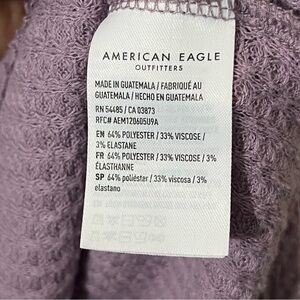 AMERICAN EAGLE
OUTFITTERS
MADE IN GUATEMALA / FABRIQUÉ AU
GUATEMALA / HECHO EN GUATEMALA
RN 54485 / CA 03873
RFC# AEM120605U9A
EN 64% POLYESTER / 33% VISCOSE /
3% ELASTANE
FR 64% POLYESTER / 33% VISCOSE / 3%
ÉLASTHANNE
SP 64% poliéster / 33% viscosa / 3%
elastano